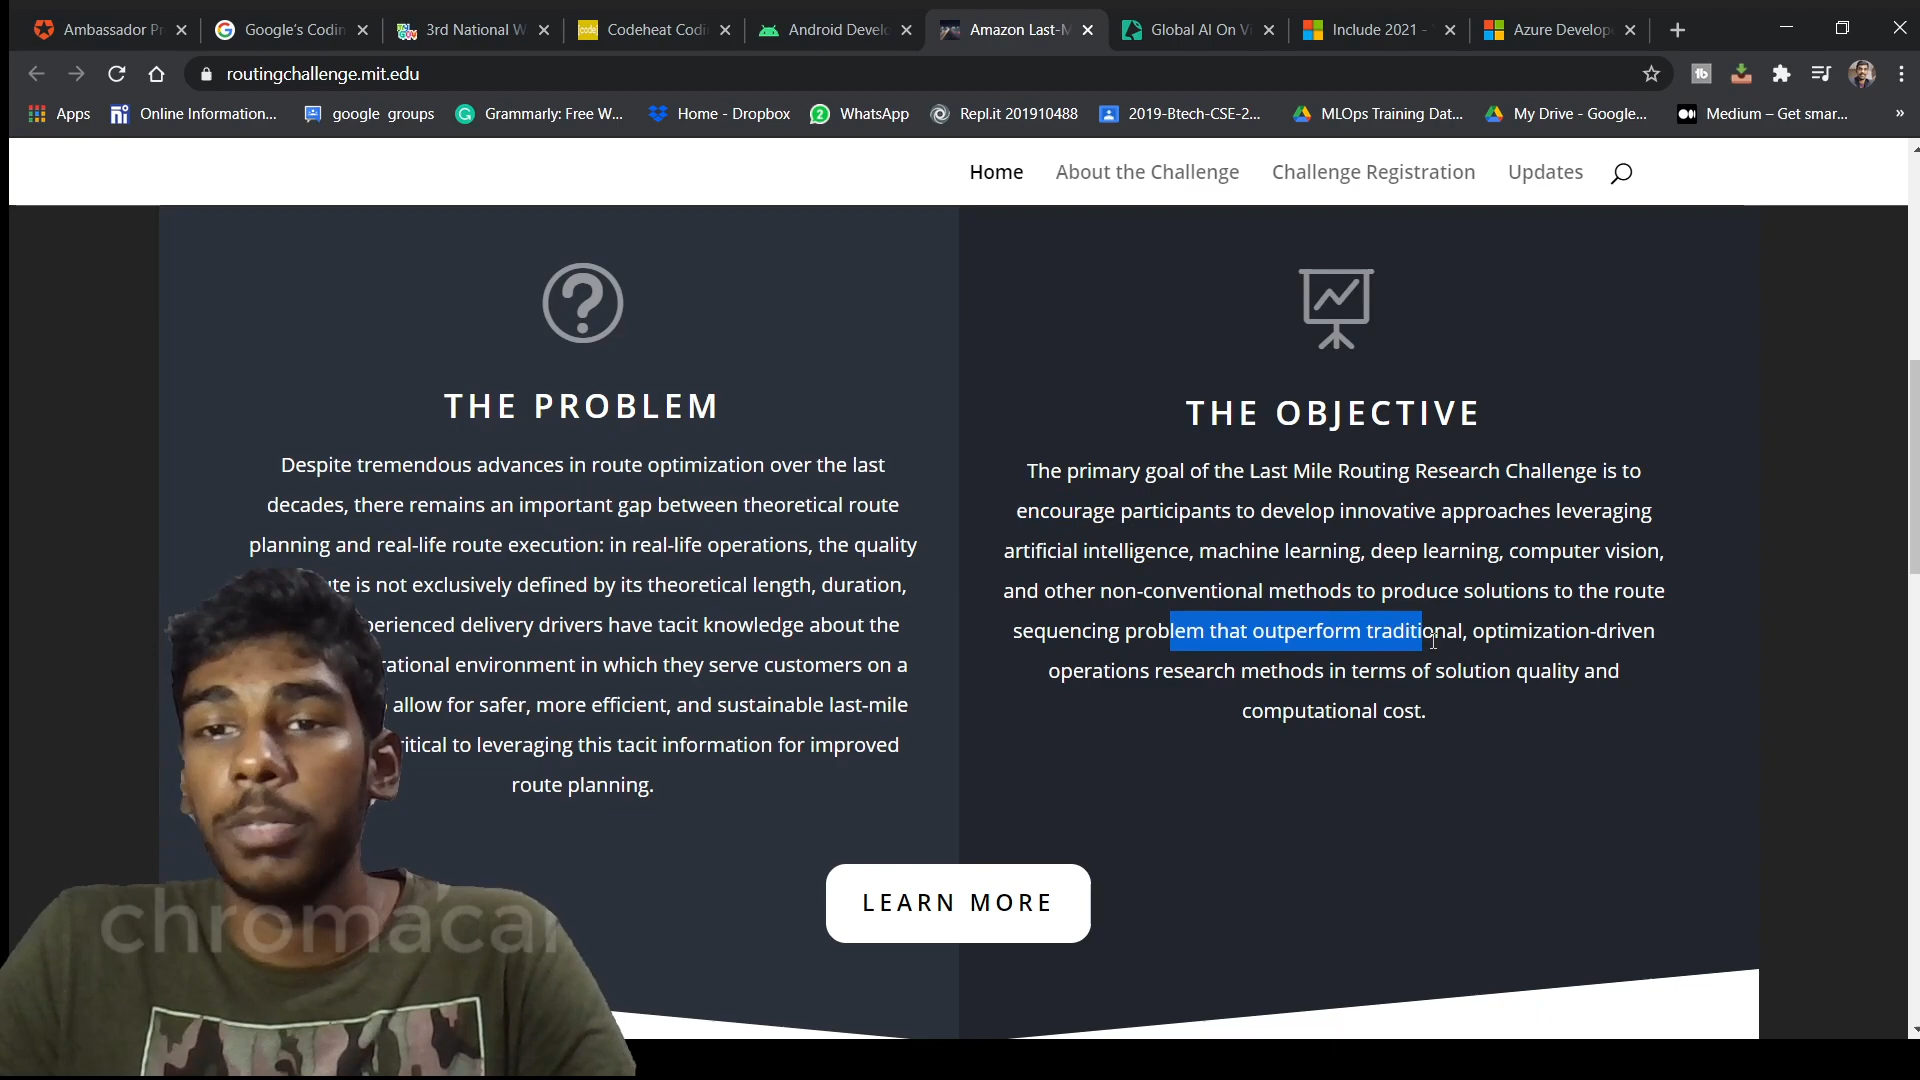 Ambassador Pr
Google's Codin
3rd National W
Codeheat Codi
Android Develo
Amazon Last-M
Global AI On Vi
Include 2021 -
Azure Develop
routingchallenge.mit.edu
Apps
Online Information...
google groups
Grammarly: Free W...
Home - Dropbox
WhatsApp
Repl.it 201910488
2019-Btech-CSE-2...
MLOps Training Dat...
My Drive - Google...
Medium – Get smar...
»
Home
About the Challenge
Challenge Registration
Updates
THE PROBLEM
Despite tremendous advances in route optimization over the last
decades, there remains an important gap between theoretical route
planning and real-life route execution: in real-life operations, the quality
is not exclusively defined by its theoretical length, duration,
delivery drivers have tacit knowledge about the
environment in which they serve customers on a
allow for safer, more efficient, and sustainable last-mile
to leveraging this tacit information for improved
route planning.
THE OBJECTIVE
The primary goal of the Last Mile Routing Research Challenge is to
encourage participants to develop innovative approaches leveraging
artificial intelligence, machine learning, deep learning, computer vision,
and other non-conventional methods to produce solutions to the route
sequencing problem that outperform traditional, optimization-driven
operations research methods in terms of solution quality and
computational cost.
LEARN MORE
chromacam